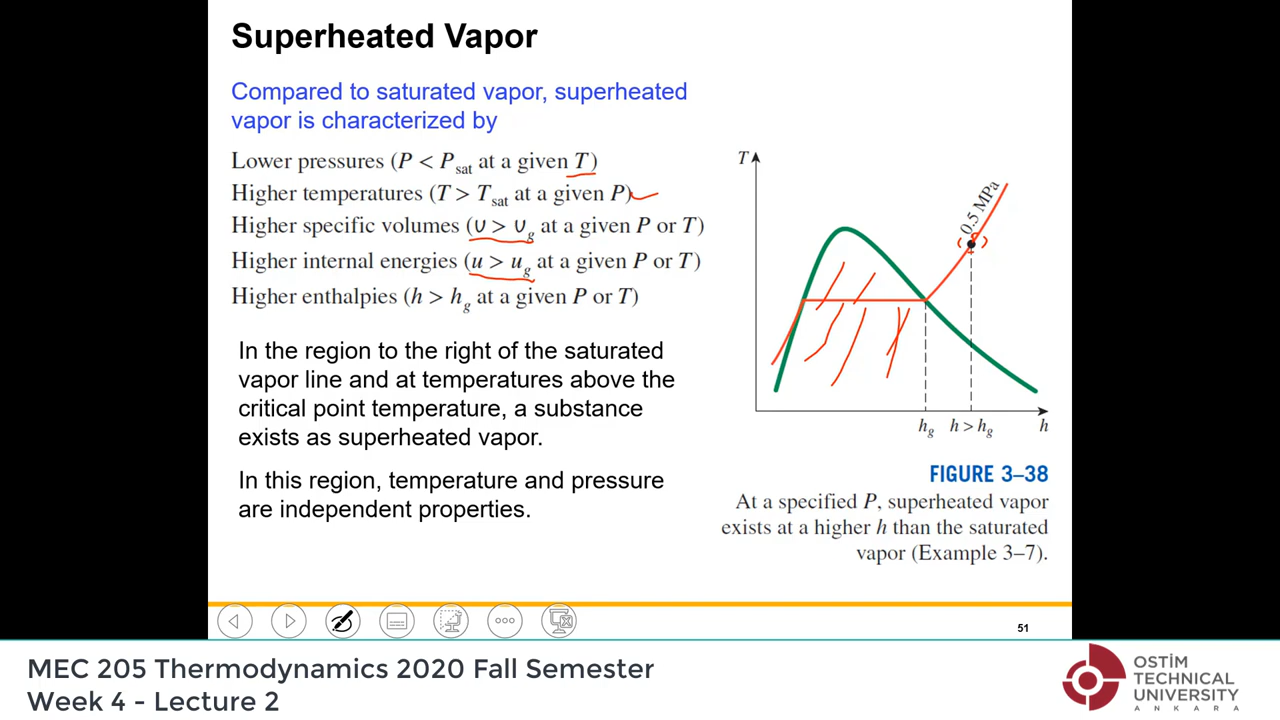 Superheated Vapor
Compared to saturated vapor, superheated
vapor is characterized by
Lower pressures (P < Psat at a given T)
Higher temperatures (T > Tsat at a given P)
Higher specific volumes (υ > υg at a given P or T)
Higher internal energies (u > ug at a given P or T)
Higher enthalpies (h > hg at a given P or T)
In the region to the right of the saturated
vapor line and at temperatures above the
critical point temperature, a substance
exists as superheated vapor.
In this region, temperature and pressure
are independent properties.
T
0.5 MPa
hg
h > hg
h
FIGURE 3–38
At a specified P, superheated vapor
exists at a higher h than the saturated
vapor (Example 3–7).
51
MEC 205 Thermodynamics 2020 Fall Semester
Week 4 - Lecture 2
OSTİM
TECHNICAL
UNIVERSITY
ANKARA